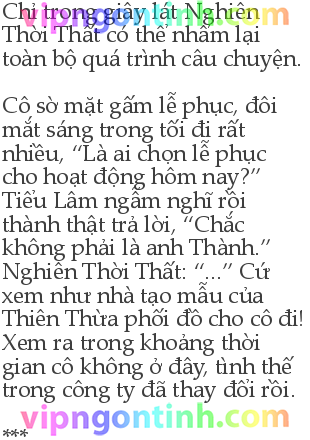 Chỉ trong giây lát Nghiên
Thời Thất có thể nhẩm lại
toàn bộ quá trình câu chuyện.
Cô sờ mặt gấm lễ phục, đôi
mắt sáng trong tối đi rất
nhiều, “Là ai chọn lễ phục
cho hoạt động hôm nay?”
Tiểu Lâm ngẫm nghĩ rồi
thành thật trả lời, “Chắc
không phải là anh Thành.”
Nghiên Thời Thất: “...” Cứ
xem như nhà tạo mẫu của
Thiên Thừa phối đồ cho cô đi!
Xem ra trong khoảng thời
gian cô không ở đây, tình thế
trong công ty đã thay đổi rồi.
vipngontinh.com
***